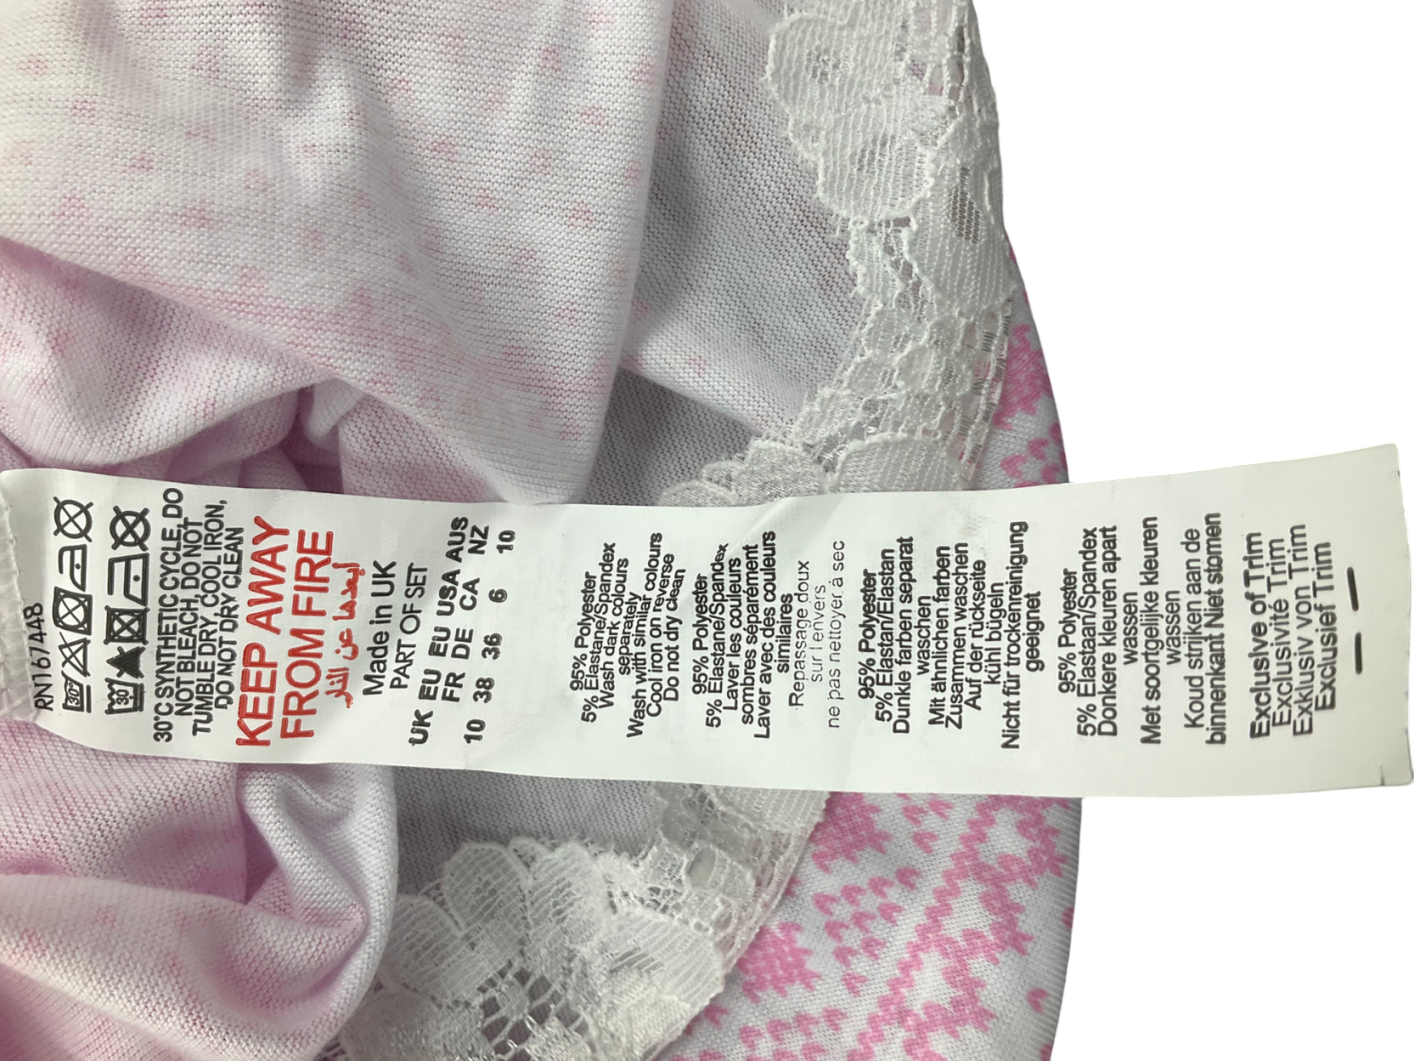 RN167448
30
30
30°C SYNTHETIC CYCLE, DO
NOT BLEACH, DO NOT
TUMBLE DRY, COOL IRON,
DO NOT DRY CLEAN
KEEP AWAY
FROM FIRE
ابعدها عن النار
Made in UK
PART OF SET
UK EU EU USA AUS
FR DE CA NZ
10 38 36 6 10
95% Polyester
5% Elastane/Spandex
Wash dark colours
separately
Wash with similar colours
Cool iron on reverse
Do not dry clean
95% Polyester
5% Elastane/Spandex
Laver les couleurs
sombres séparément
Laver avec des couleurs
similaires
Repassage doux
sur l'envers
ne pas nettoyer à sec
95% Polyester
5% Elastan/Elastan
Dunkle farben separat
waschen
Mit ähnlichen farben
Zusammen waschen
Auf der rückseite
kühl bügeln
Nicht für trockenreinigung
geeignet
95% Polyester
5% Elastaan/Spandex
Donkere kleuren apart
wassen
Met soortgelijke kleuren
wassen
Koud strijken aan de
binnenkant Niet stomen
Exclusive of Trim
Exclusivité Trim
Exklusiv von Trim
Exclusief Trim